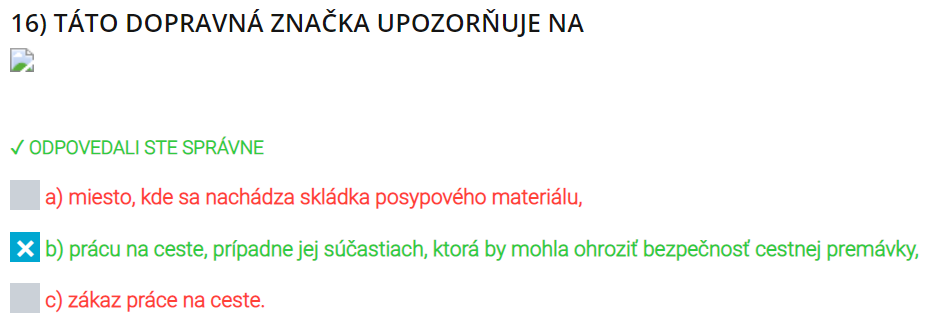 16) TÁTO DOPRAVNÁ ZNAČKA UPOZORŇUJE NA
✓ ODPOVEDALI STE SPRÁVNE
a) miesto, kde sa nachádza skládka posypového materiálu,
b) prácu na ceste, prípadne jej súčastiach, ktorá by mohla ohroziť bezpečnosť cestnej premávky,
c) zákaz práce na ceste.